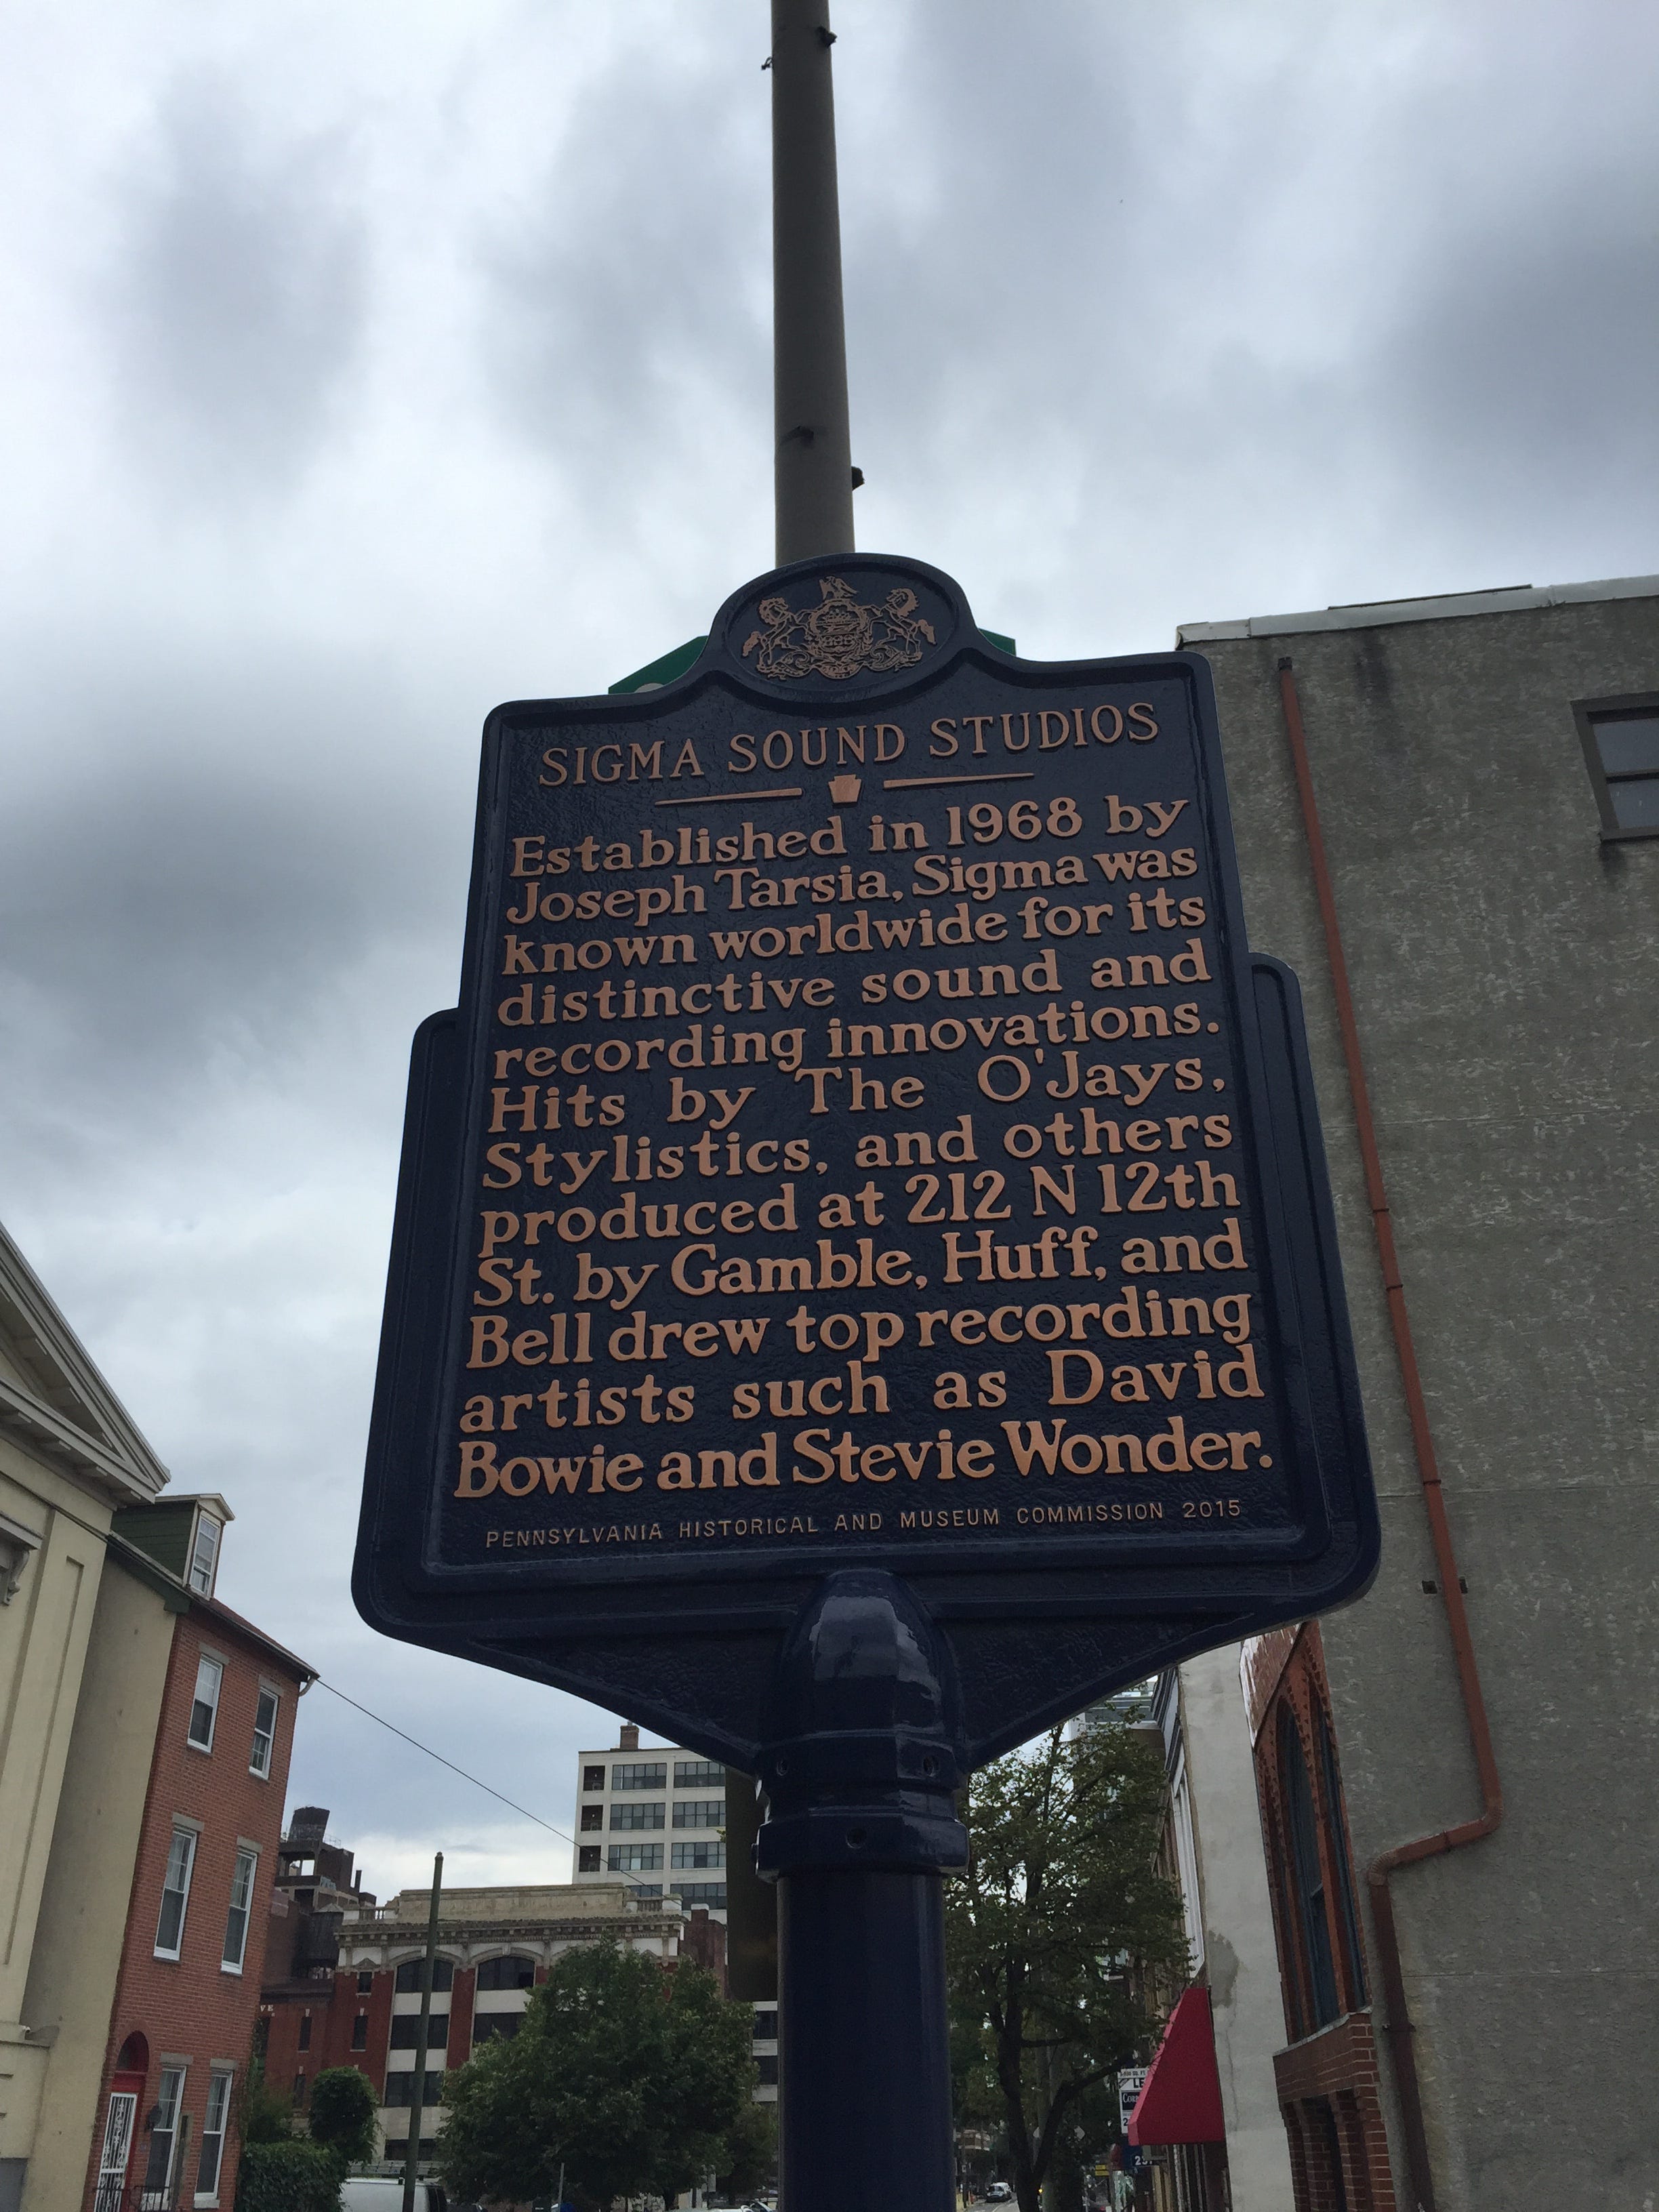 SIGMA SOUND STUDIOS
Established in 1968 by
Joseph Tarsia, Sigma was
known worldwide for its
distinctive sound and
recording innovations.
Hits by The O'Jays,
Stylistics, and others
produced at 212 N 12th
St. by Gamble, Huff, and
Bell drew top recording
artists such as David
Bowie and Stevie Wonder.
PENNSYLVANIA HISTORICAL AND MUSEUM COMMISSION 2015